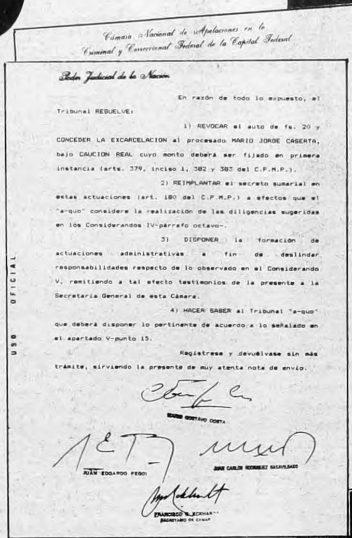 Cámara Nacional de Apelaciones en lo
Criminal y Correccional Federal de la Capital Federal
Poder Judicial de la Nación
En razón de todo lo expuesto, el
Tribunal RESUELVE:
1) REVOCAR el auto de fs. 20 y
CONCEDER LA EXCARCELACION al procesado MARIO JORGE CASERTA,
bajo CAUCION REAL cuyo monto deberá ser fijado en primera
instancia (arts. 379, inciso 1, 382 y 383 del C.P.M.P.).
2) REIMPLANTAR el secreto sumarial en
estas actuaciones (art. 180 del C.P.M.P.) a efectos que el
"a-quo" considere la realización de las diligencias sugeridas
en los Considerandos IV-párrafo octavo-.
3) DISPONER la formación de
actuaciones administrativas a fin de deslindar
responsabilidades respecto de lo observado en el Considerando
V, remitiendo a tal efecto testimonios de la presente a la
Secretaría General de esta Cámara.
4) HACER SABER al Tribunal "a-quo"
que deberá disponer lo pertinente de acuerdo a lo señalado en
el apartado V-punto 15.
Regístrese y devuélvase sin más
trámite, sirviendo la presente de muy atenta nota de envío.
USO OFICIAL
GUSTAVO COSTA
JUAN EDGARDO FEGOI
JUAN CARLOS RODRIGUEZ BASAVILBASO
FRANCISCO
SECRETARIO DE CAMARA